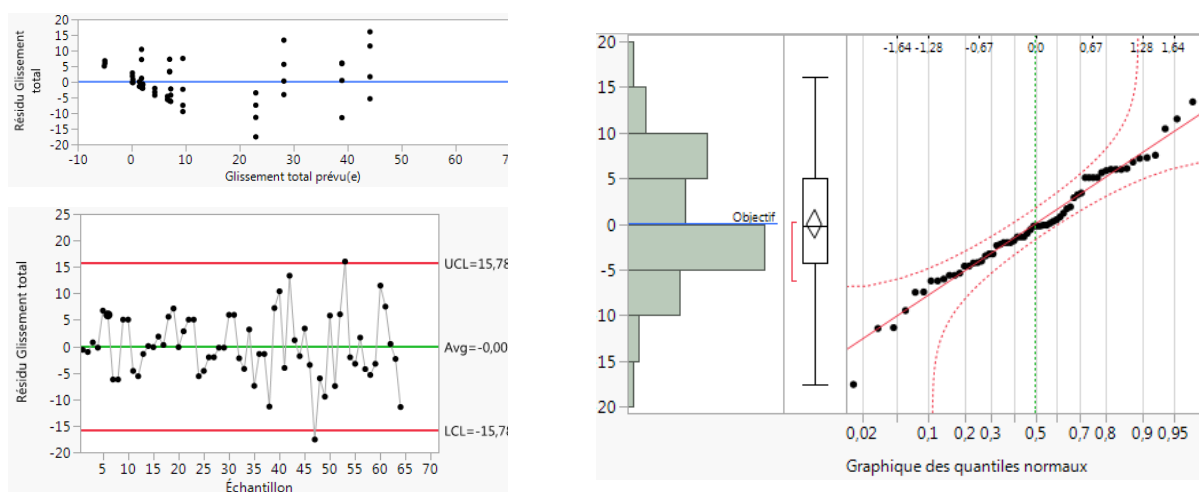 Résidu Glissement
total
20
15
10
5
0
-5
-10
-15
-20
-10 0 10 20 30 40 50 60
Glissement total prévu(e)
Résidu Glissement total
25
20
15
10
5
0
-5
-10
-15
-20
UCL=15,78
Avg=-0,00
LCL=-15,78
5 10 15 20 25 30 35 40 45 50 55 60 65 70
Échantillon
20
15
10
5
0
-5
10
15
20
Objectif
-1,64 -1,28 -0,67 0,0 0,67 1,28 1,64
0,02 0,1 0,2 0,3 0,5 0,7 0,8 0,9 0,95
Graphique des quantiles normaux